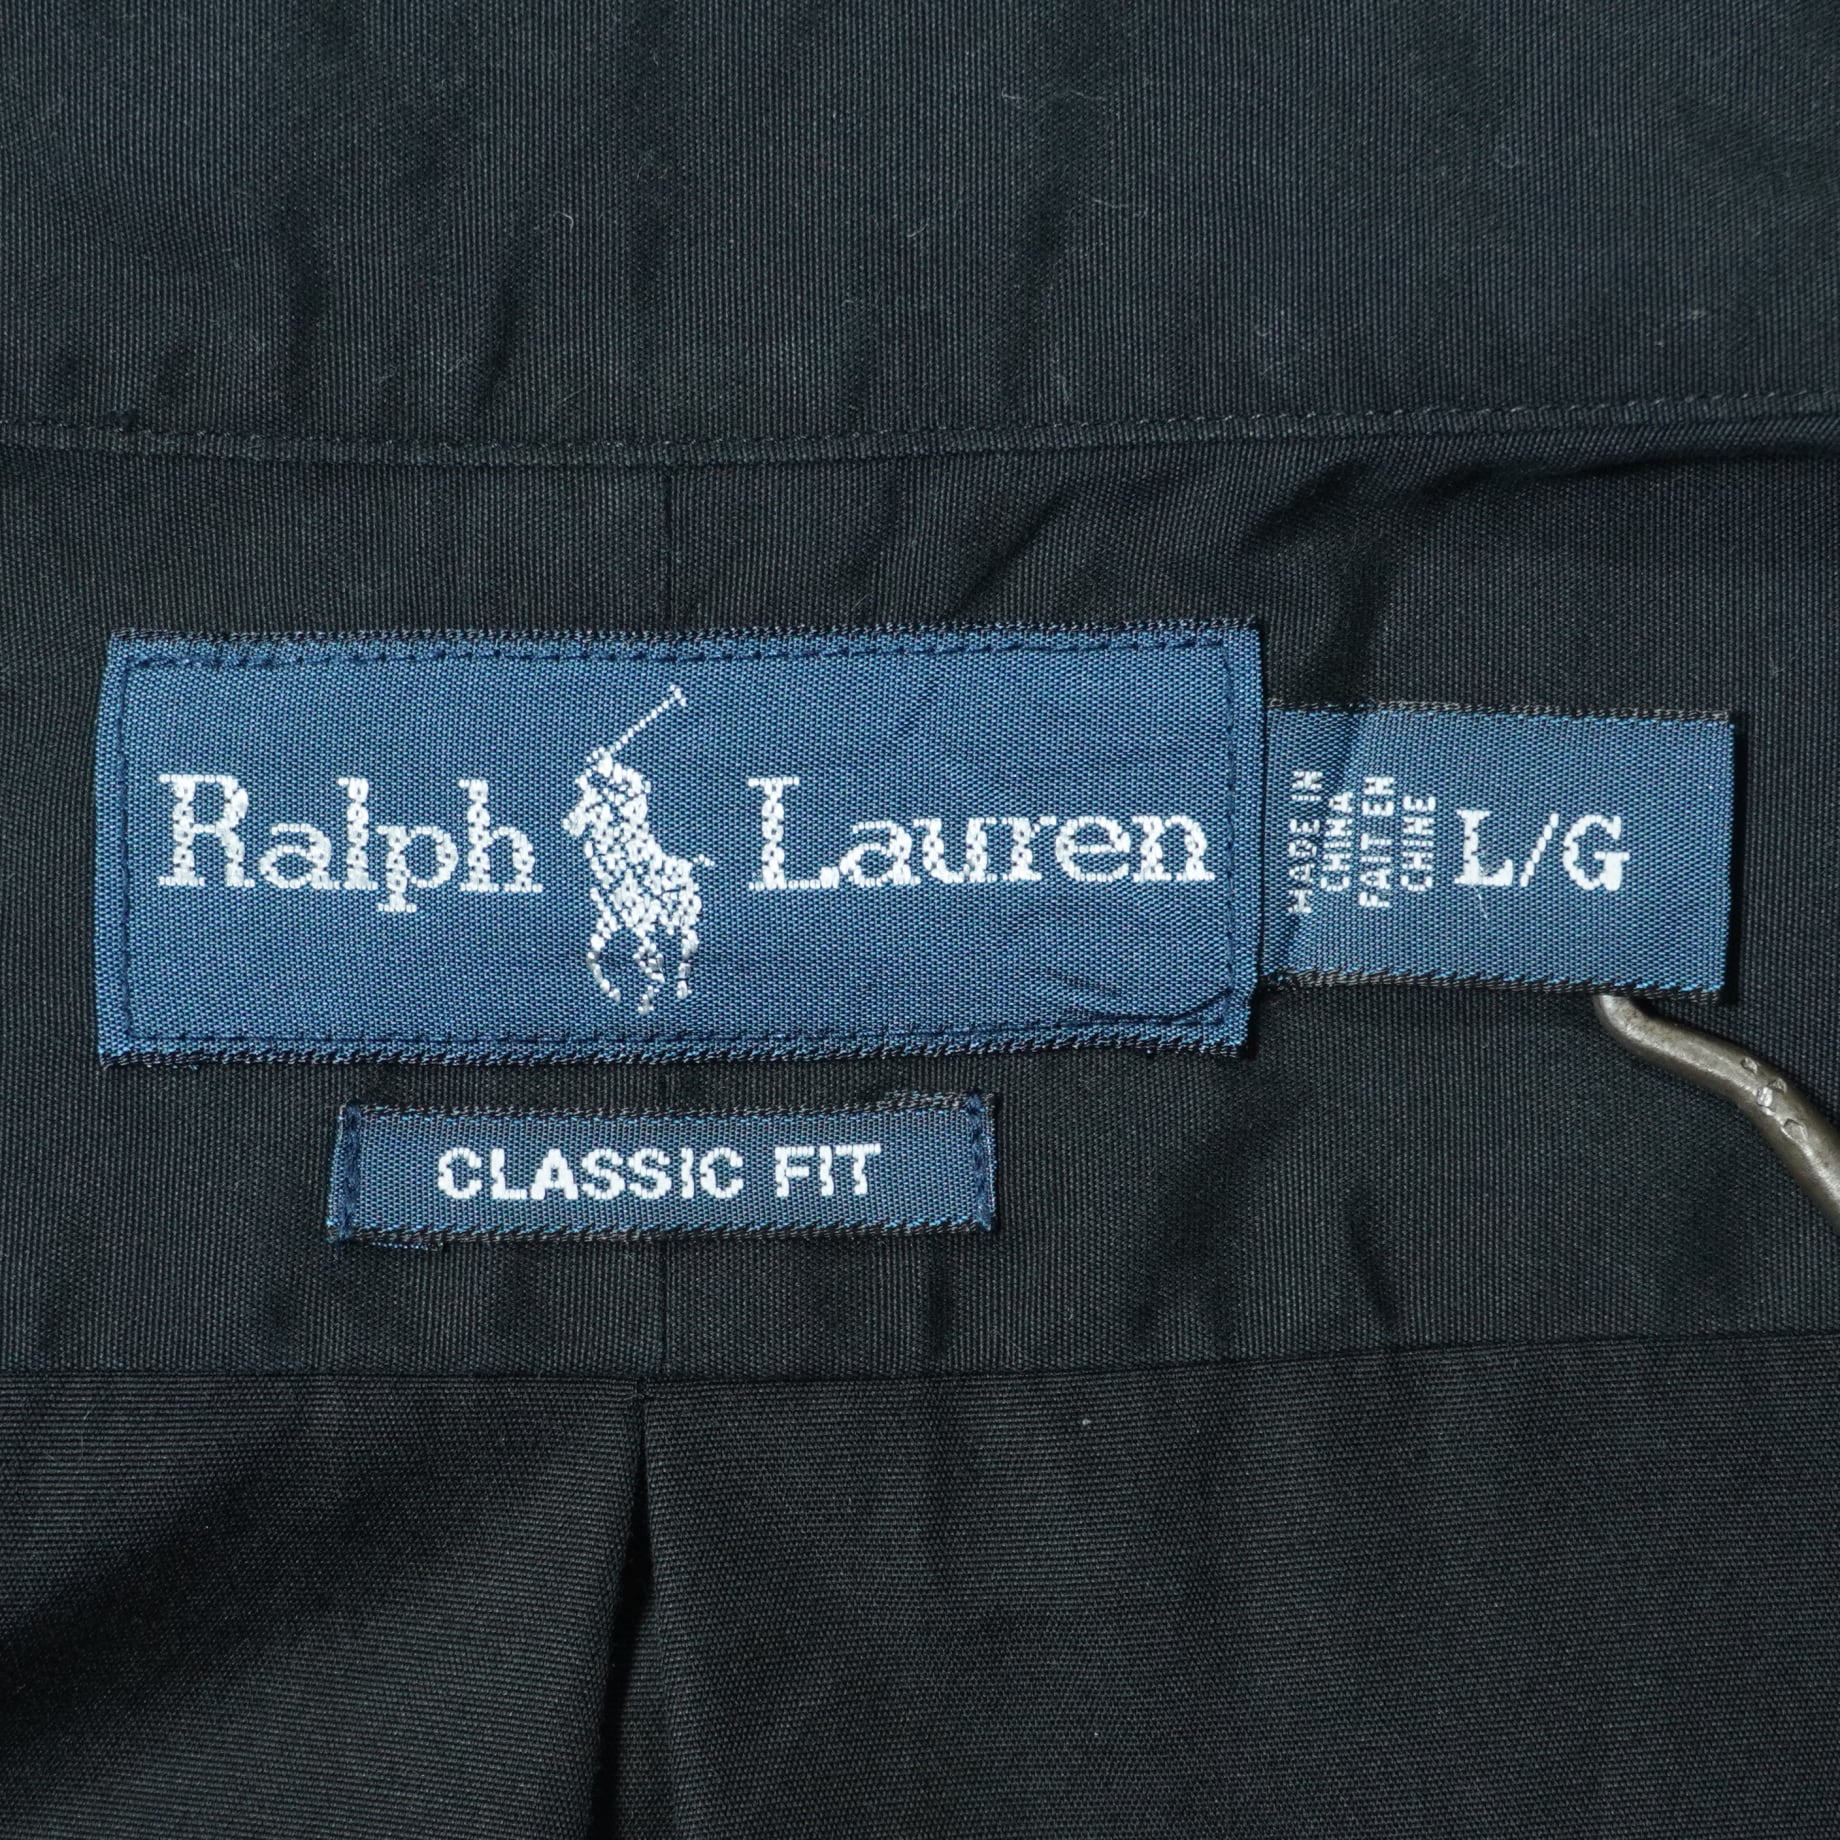 Ralph Lauren
MADE IN
CHINA
FAIT EN
CHINE
L/G
CLASSIC FIT